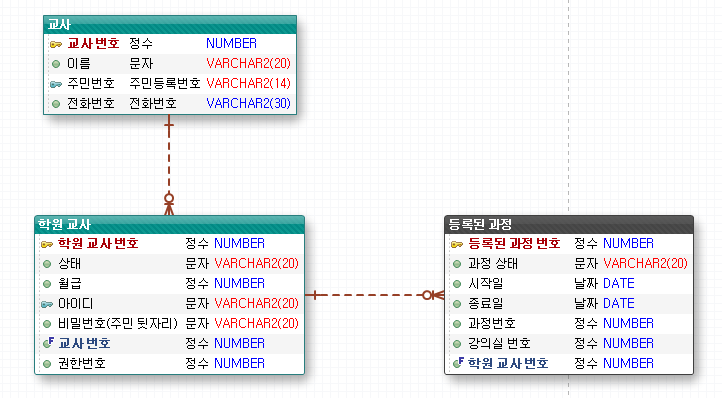 교사
교사 번호 정수 NUMBER
이름 문자 VARCHAR2(20)
주민번호 주민등록번호 VARCHAR2(14)
전화번호 전화번호 VARCHAR2(30)
학원 교사
학원 교사 번호 정수 NUMBER
상태 문자 VARCHAR2(20)
월급 정수 NUMBER
아이디 문자 VARCHAR2(20)
비밀번호(주민 뒷자리) 문자 VARCHAR2(20)
교사 번호 정수 NUMBER
권한번호 정수 NUMBER
등록된 과정
등록된 과정 번호 정수 NUMBER
과정 상태 문자 VARCHAR2(20)
시작일 날짜 DATE
종료일 날짜 DATE
과정번호 정수 NUMBER
강의실 번호 정수 NUMBER
학원 교사 번호 정수 NUMBER